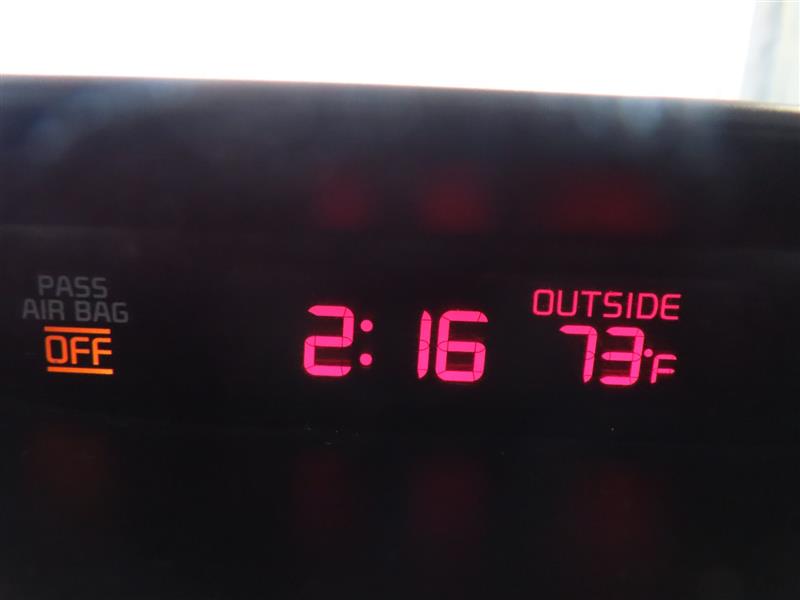 PASS
AIR BAG
OFF
2:16
OUTSIDE
73°F